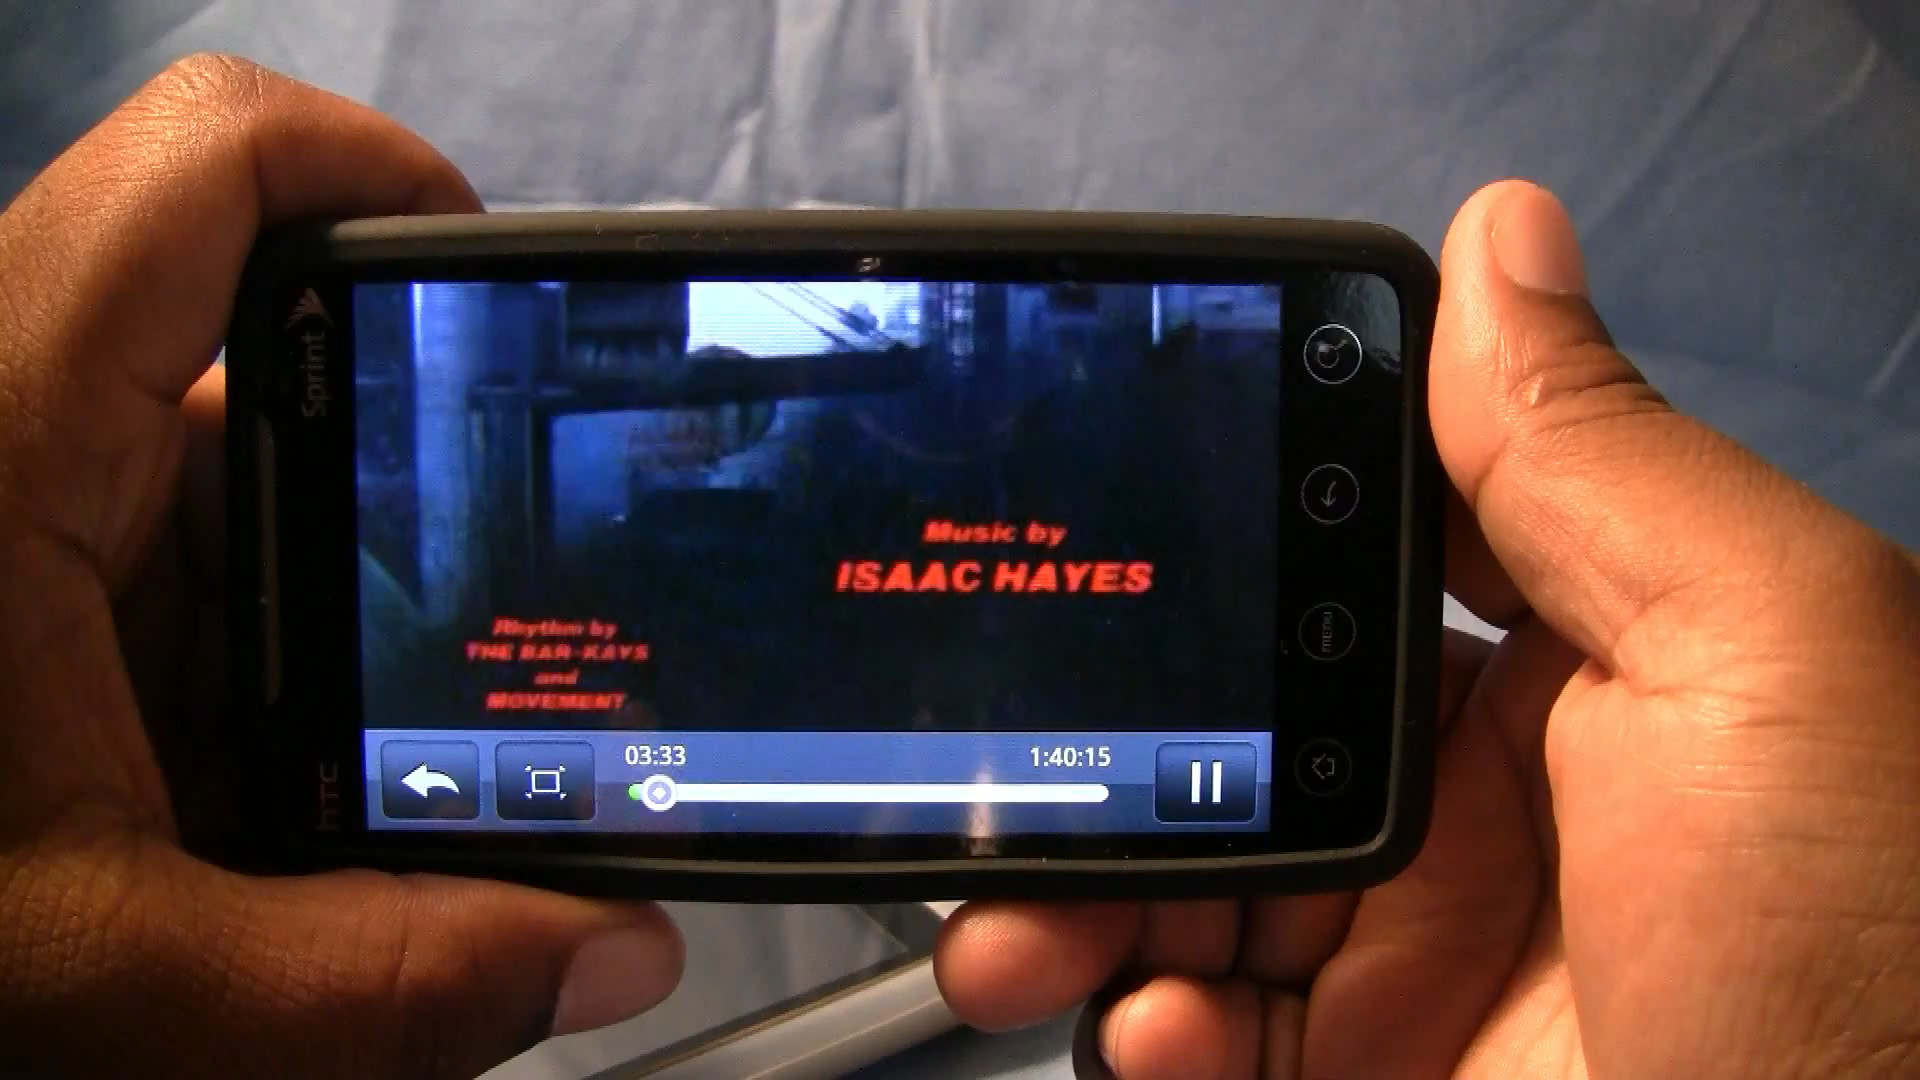 Sprint
Music by
ISAAC HAYES
Rhythm by
THE BAR-KAYS
and
MOVEMENT
03:33
1:40:15
menu
hTC